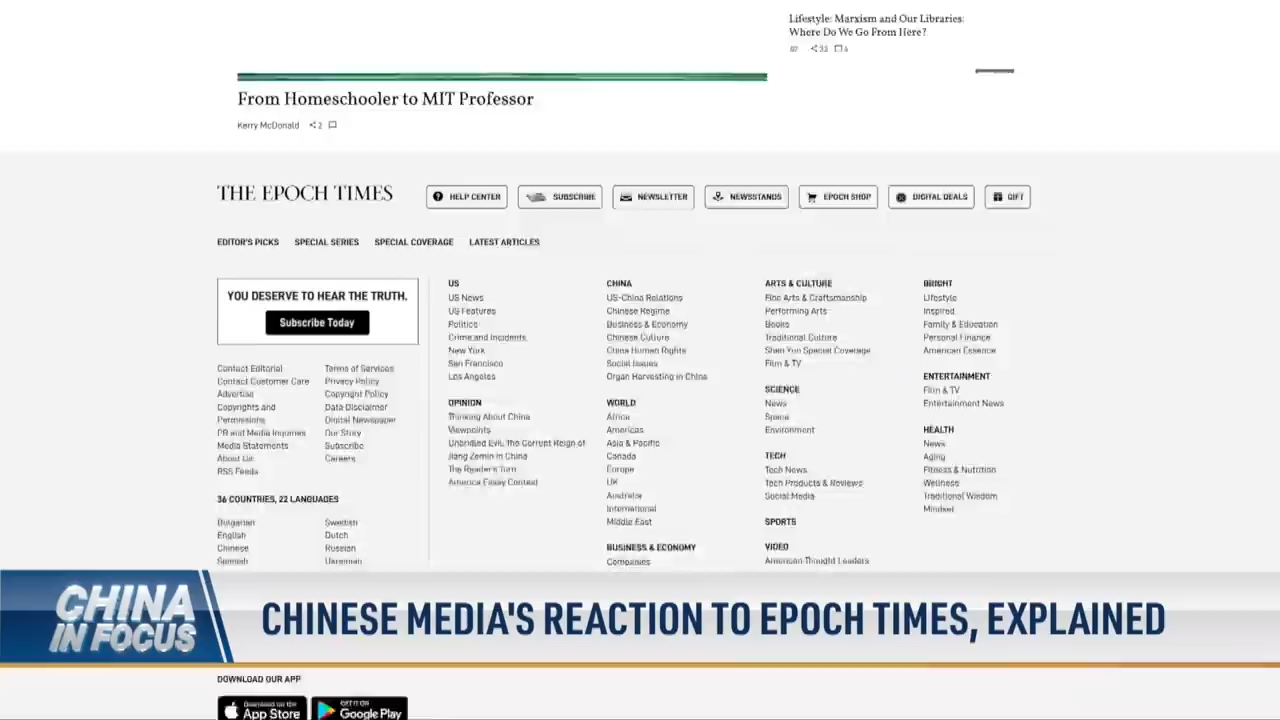 Lifestyle: Marxism and Our Libraries:
Where Do We Go From Here?
87 33 4
From Homeschooler to MIT Professor
Kerry McDonald 2
THE EPOCH TIMES
HELP CENTER
SUBSCRIBE
NEWSLETTER
NEWSSTANDS
EPOCH SHOP
DIGITAL DEALS
GIFT
EDITOR'S PICKS SPECIAL SERIES SPECIAL COVERAGE LATEST ARTICLES
YOU DESERVE TO HEAR THE TRUTH.
Subscribe Today
Contact Editorial
Contact Customer Care
Advertise
Copyrights and
Permissions
PR and Media Inquiries
Media Statements
About Us
RSS Feeds
Terms of Services
Privacy Policy
Copyright Policy
Data Disclaimer
Digital Newspaper
Our Story
Subscribe
Careers
36 COUNTRIES, 22 LANGUAGES
Bulgarian
English
Chinese
Spanish
Swedish
Dutch
Russian
Ukrainian
US
US News
US Features
Politics
Crime and Incidents
New York
San Francisco
Los Angeles
OPINION
Thinking About China
Viewpoints
Unbridled Evil: The Corrupt Reign of
Jiang Zemin in China
The Reader's Turn
America Essay Contest
CHINA
US-China Relations
Chinese Regime
Business & Economy
Chinese Culture
China Human Rights
Social Issues
Organ Harvesting in China
WORLD
Africa
Americas
Asia & Pacific
Canada
Europe
UK
Australia
International
Middle East
BUSINESS & ECONOMY
Companies
ARTS & CULTURE
Fine Arts & Craftsmanship
Performing Arts
Books
Traditional Culture
Shen Yun Special Coverage
Film & TV
SCIENCE
News
Space
Environment
TECH
Tech News
Tech Products & Reviews
Social Media
SPORTS
VIDEO
American Thought Leaders
BRIGHT
Lifestyle
Inspired
Family & Education
Personal Finance
American Essence
ENTERTAINMENT
Film & TV
Entertainment News
HEALTH
News
Aging
Fitness & Nutrition
Wellness
Traditional Wisdom
Mindset
CHINA
IN FOCUS
CHINESE MEDIA'S REACTION TO EPOCH TIMES, EXPLAINED
DOWNLOAD OUR APP
Download on the
App Store
GET IT ON
Google Play